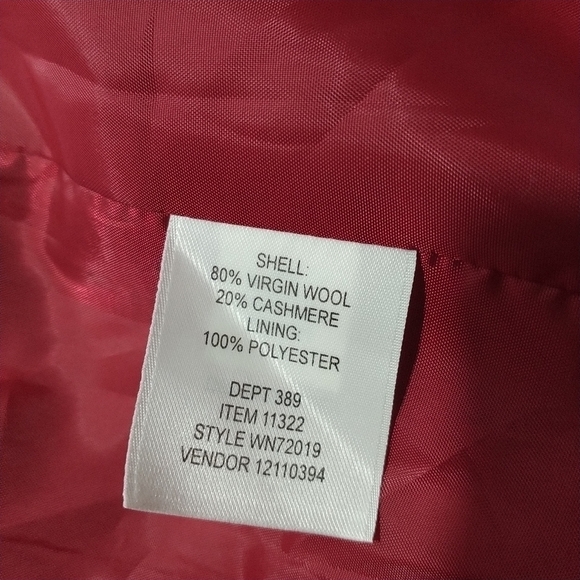 SHELL:
80% VIRGIN WOOL
20% CASHMERE
LINING:
100% POLYESTER
DEPT 389
ITEM 11322
STYLE WN72019
VENDOR 12110394